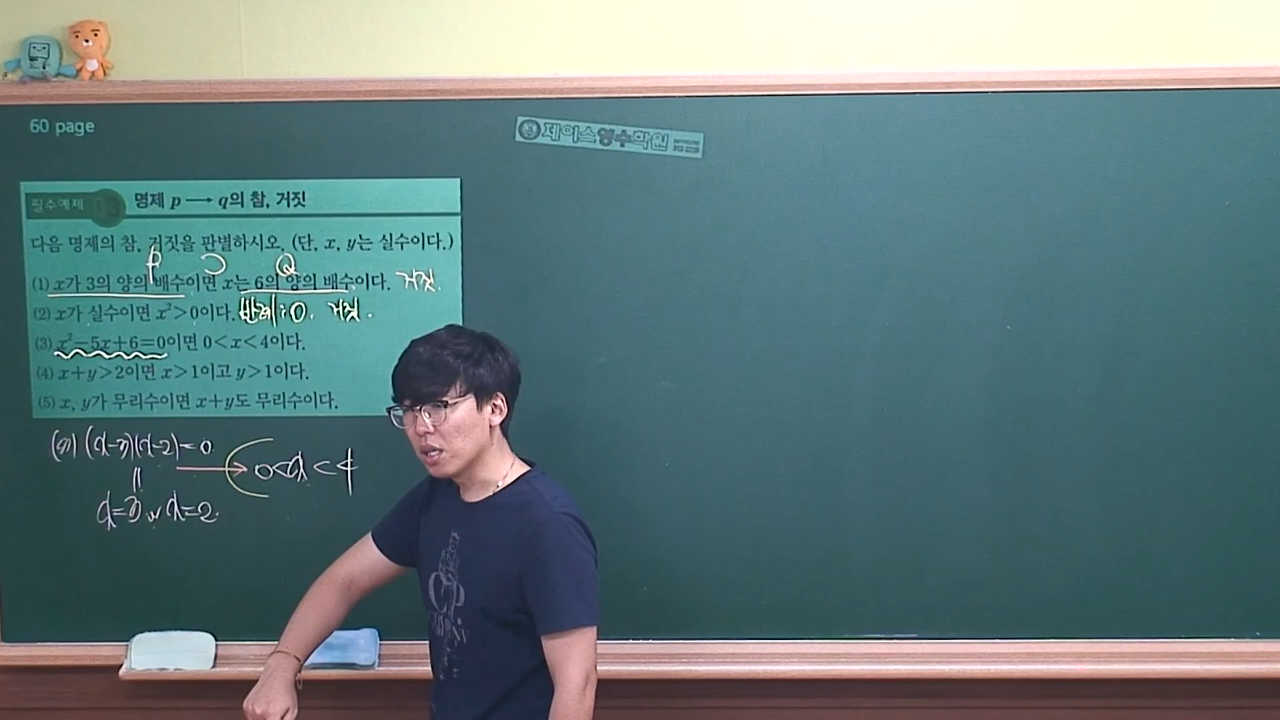 60 page
제이스영수학원
필수예제 03 명제 p → q의 참, 거짓
다음 명제의 참, 거짓을 판별하시오. (단, x, y는 실수이다.)
P ⊃ Q
(1) x가 3의 양의 배수이면 x는 6의 양의 배수이다. 거짓.
(2) x가 실수이면 x²>0이다. 반례:0. 거짓.
(3) x²-5x+6=0이면 0<x<4이다.
(4) x+y>2이면 x>1이고 y>1이다.
(5) x, y가 무리수이면 x+y도 무리수이다.
(3) (x-3)(x-2)=0
→ ⊂ 0<x<4
||
x=3 or x=2.